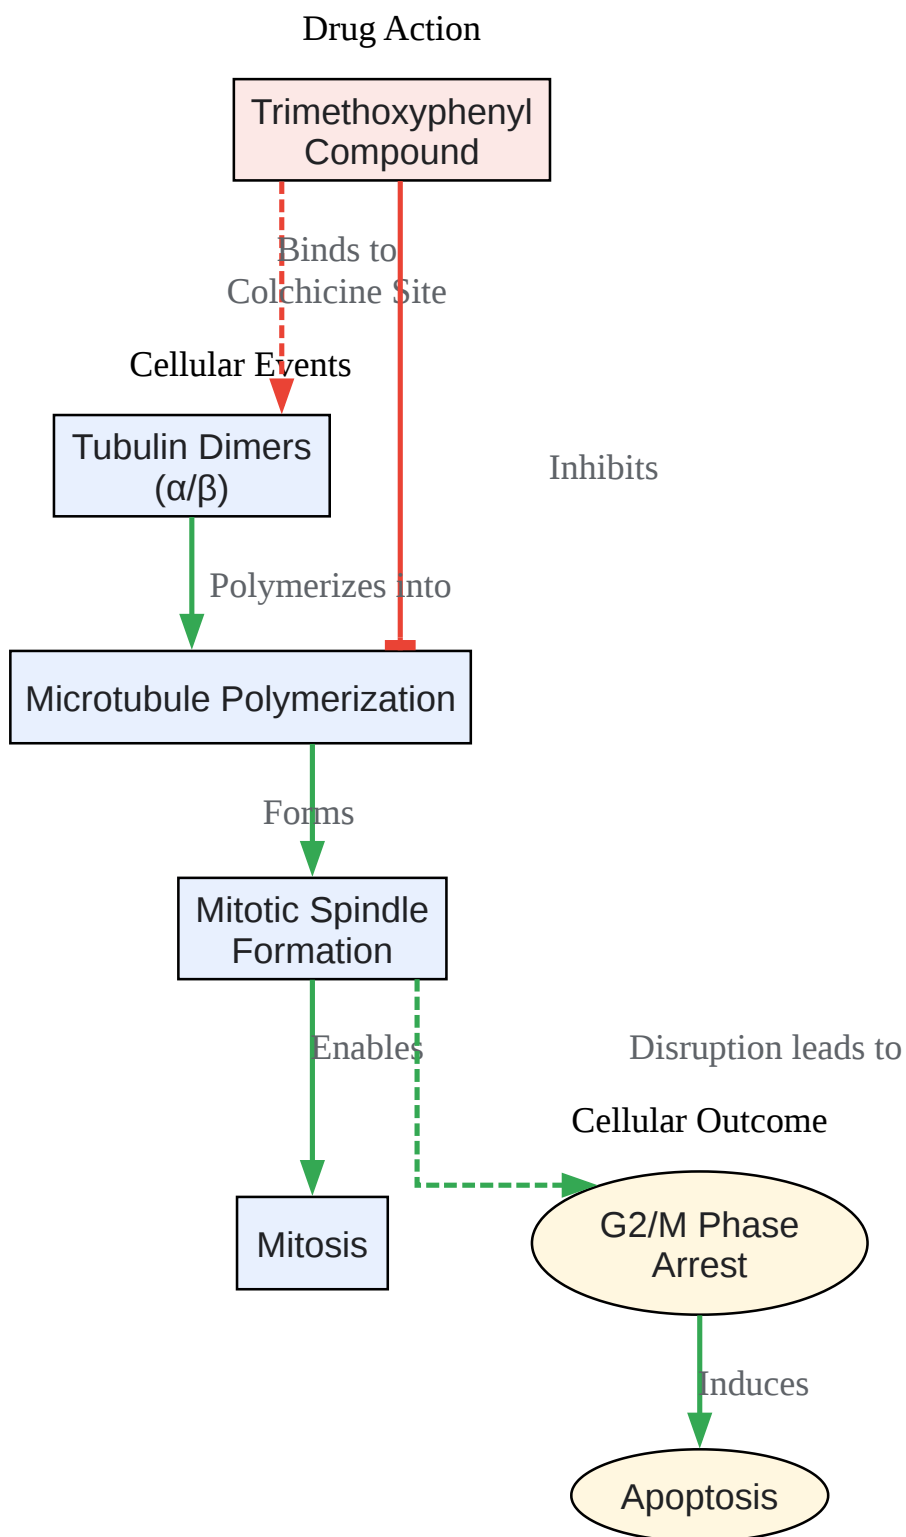 Drug Action
Trimethoxyphenyl
Compound
Binds to
Colchicine Site
Cellular Events
Tubulin Dimers
(α/β)
Inhibits
Polymerizes into
Microtubule Polymerization
Forms
Mitotic Spindle
Formation
Enables
Disruption leads to
Cellular Outcome
Mitosis
G2/M Phase
Arrest
Induces
Apoptosis